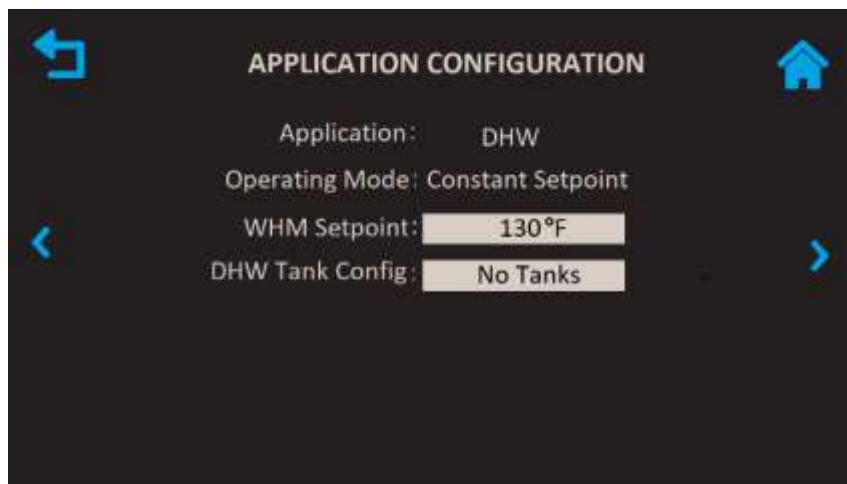 APPLICATION CONFIGURATION
Application: DHW
Operating Mode: Constant Setpoint
WHM Setpoint: 130°F
DHW Tank Config: No Tanks